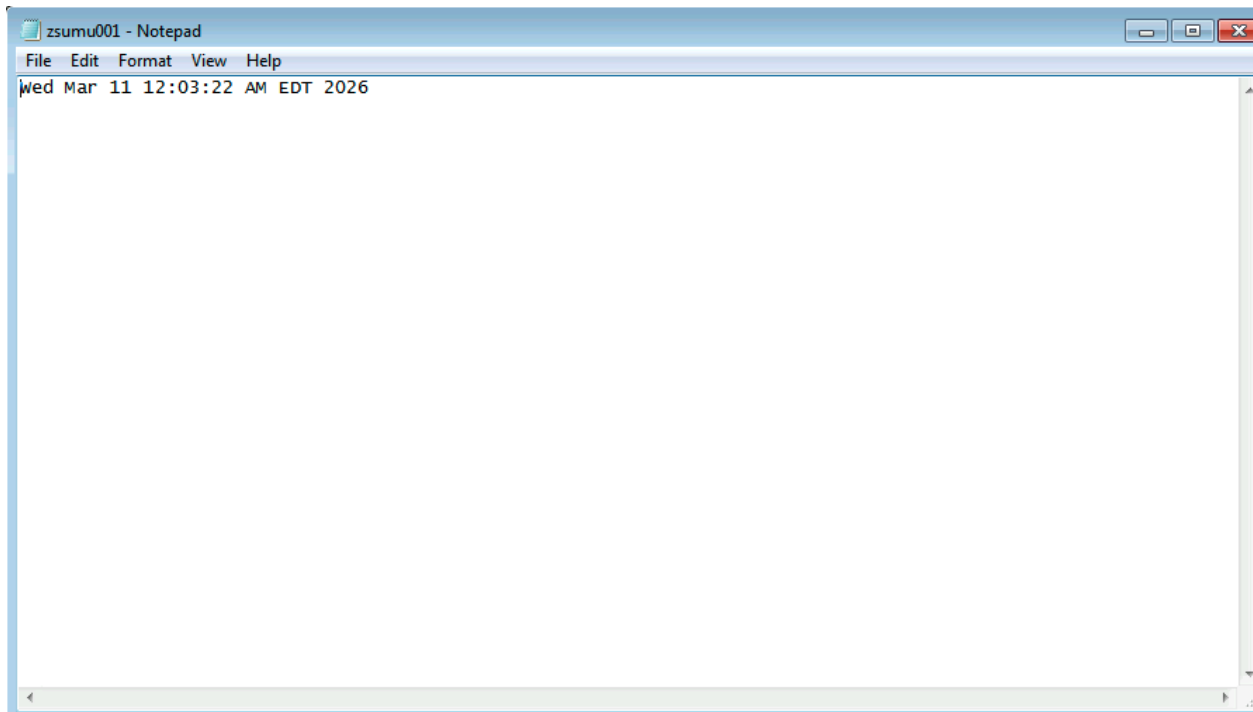 zsumu001 - Notepad
File Edit Format View Help
Wed Mar 11 12:03:22 AM EDT 2026